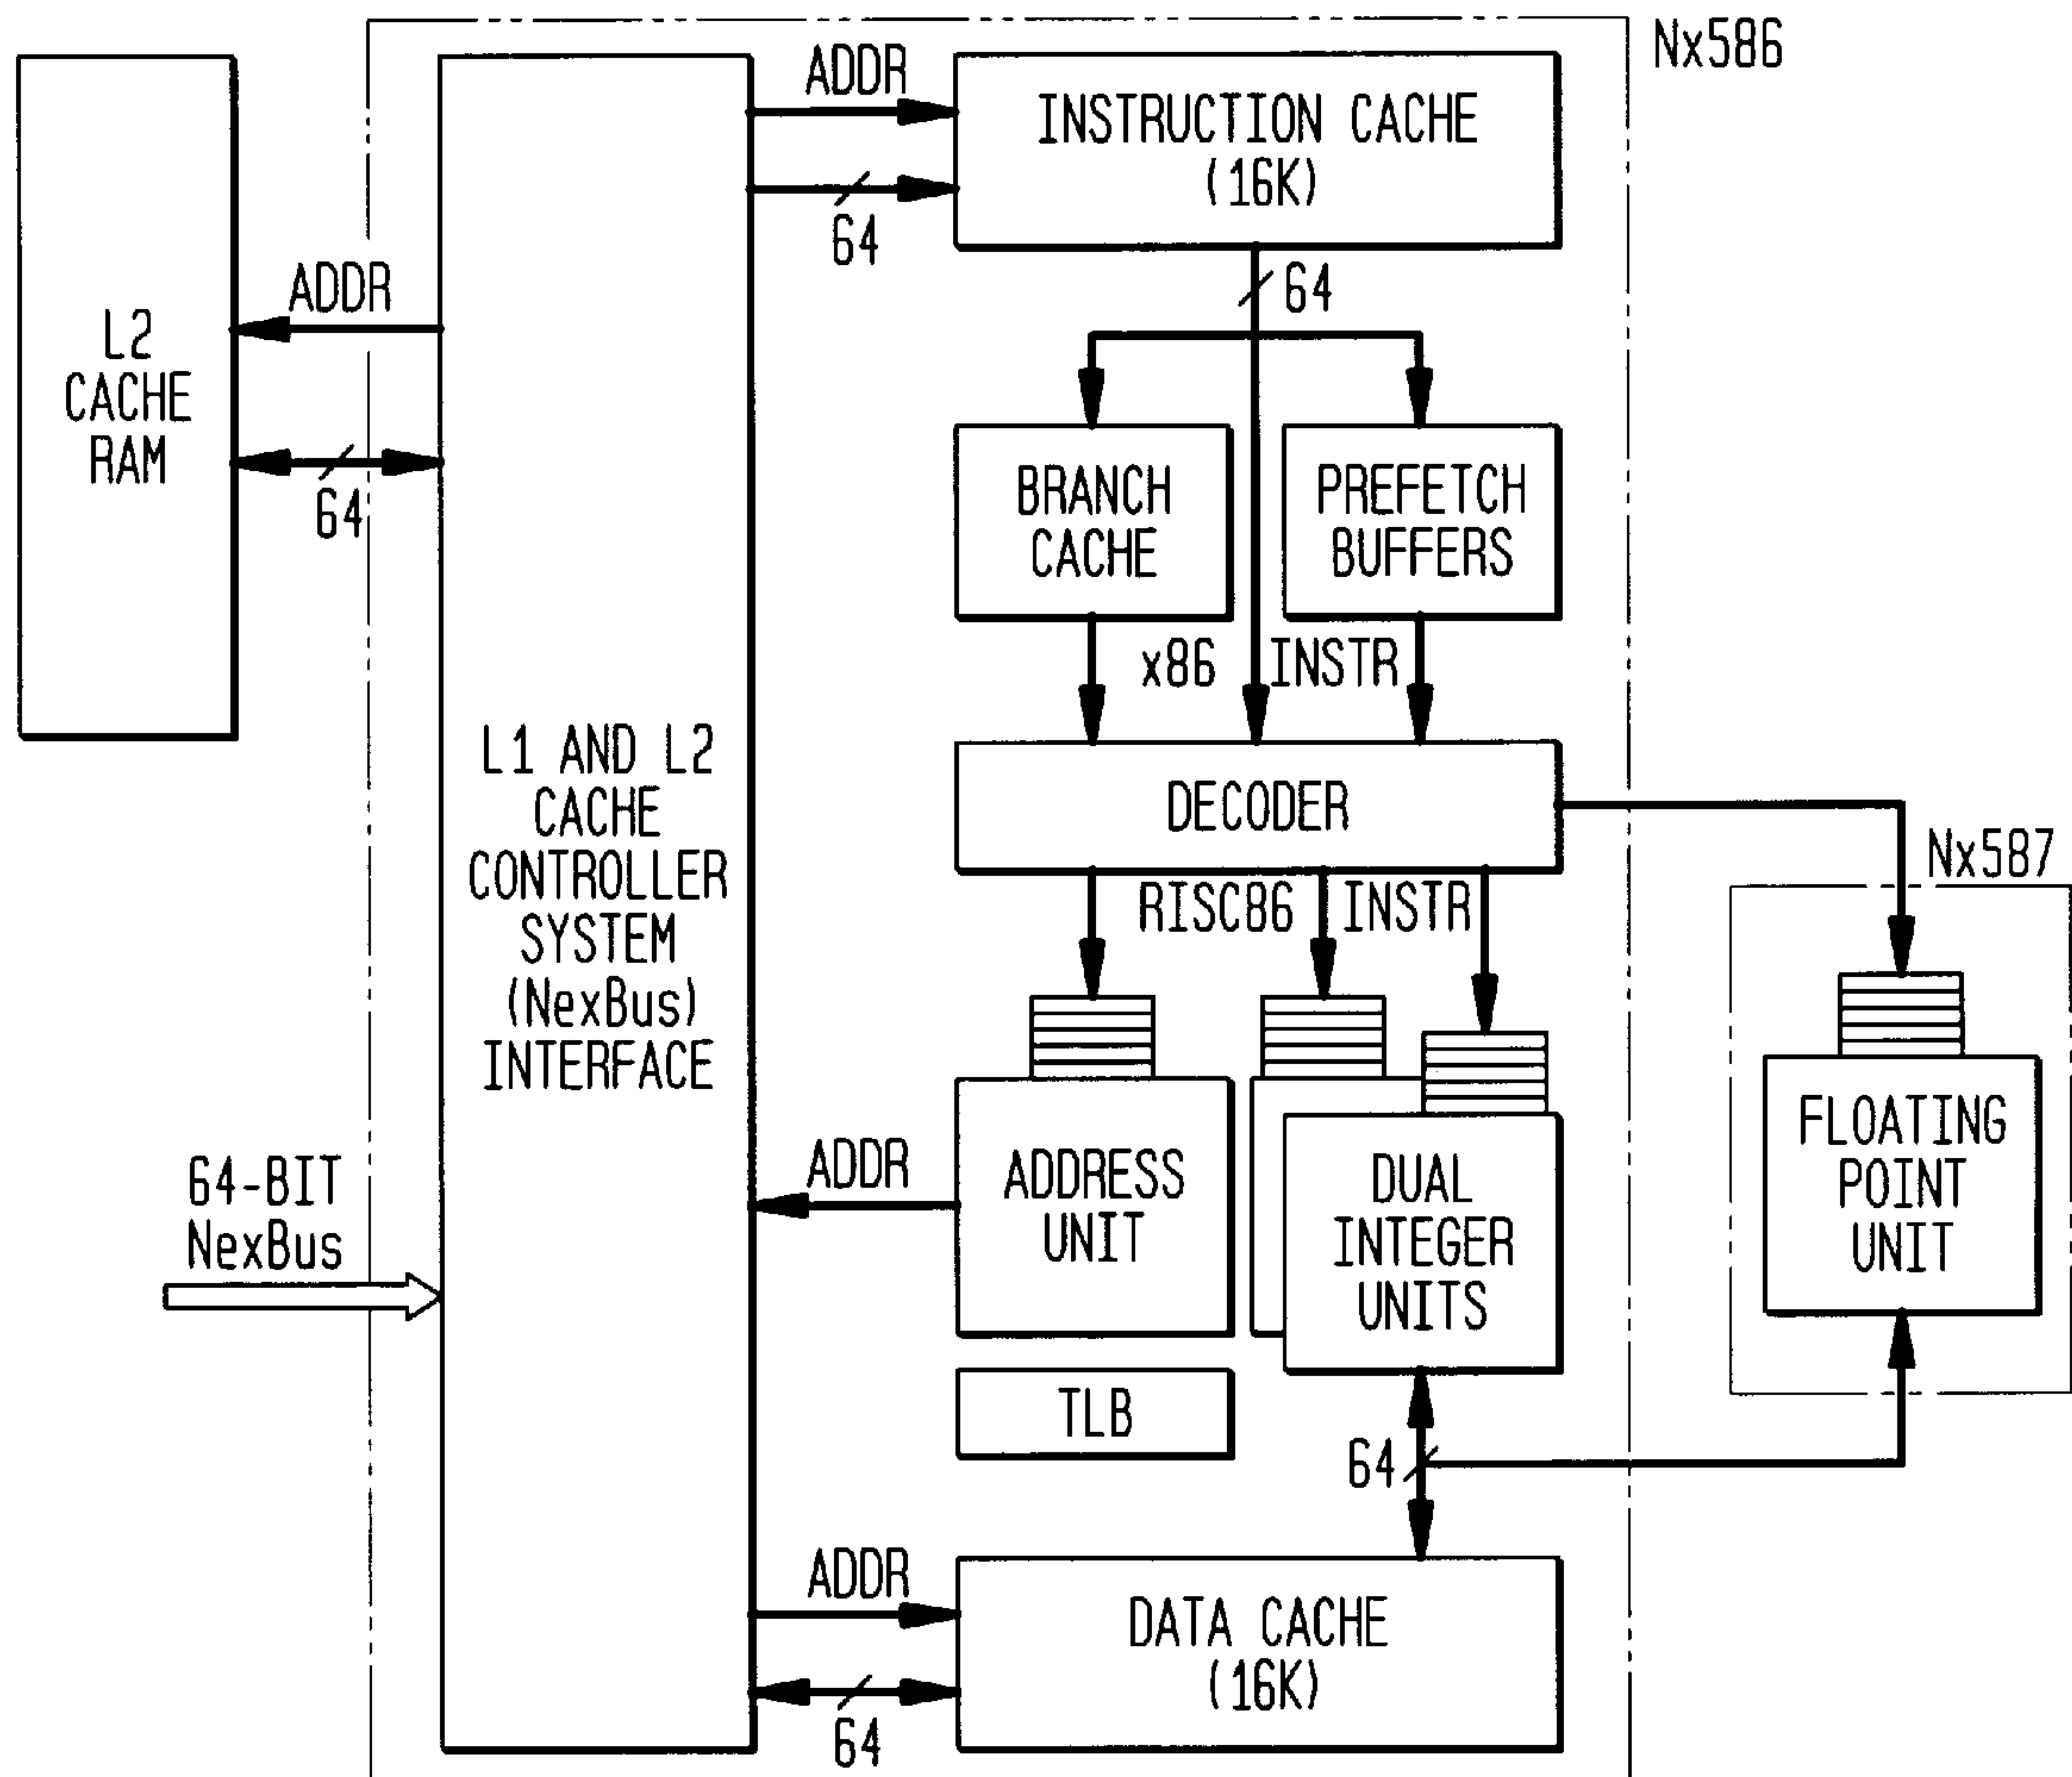 Nx586
L2
CACHE
RAM
ADDR
64
L1 AND L2
CACHE
CONTROLLER
SYSTEM
(NexBus)
INTERFACE
64-BIT
NexBus
ADDR
64
INSTRUCTION CACHE
(16K)
64
BRANCH
CACHE
PREFETCH
BUFFERS
x86 INSTR
DECODER
RISC86 INSTR
Nx587
ADDR
ADDRESS
UNIT
DUAL
INTEGER
UNITS
FLOATING
POINT
UNIT
TLB
64
ADDR
64
DATA CACHE
(16K)